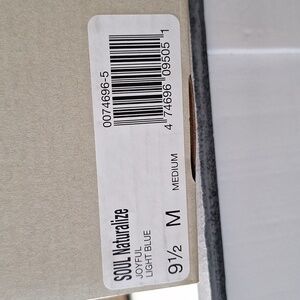 0074696-5
4 74696 09505 1
SOUL Naturalize
JOYFUL
LIGHT BLUE
9½ M MEDIUM